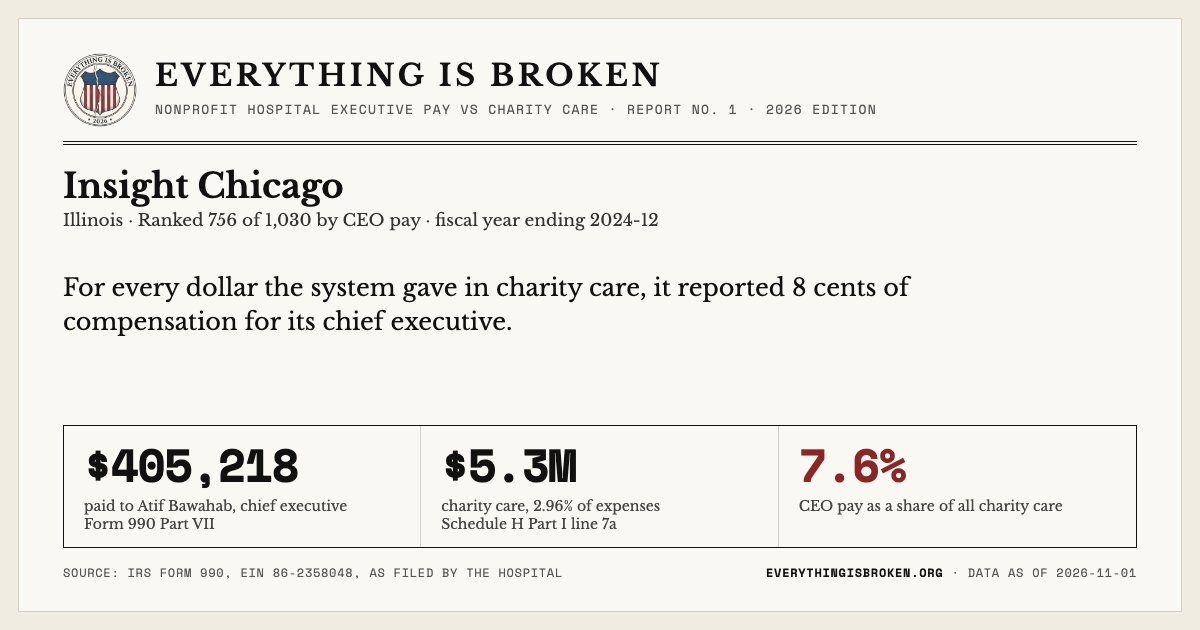 EVERYTHING IS BROKEN
2026
EVERYTHING IS BROKEN
NONPROFIT HOSPITAL EXECUTIVE PAY VS CHARITY CARE · REPORT NO. 1 · 2026 EDITION
Insight Chicago
Illinois · Ranked 756 of 1,030 by CEO pay · fiscal year ending 2024-12
For every dollar the system gave in charity care, it reported 8 cents of
compensation for its chief executive.
$405,218
paid to Atif Bawahab, chief executive
Form 990 Part VII
$5.3M
charity care, 2.96% of expenses
Schedule H Part I line 7a
7.6%
CEO pay as a share of all charity care
SOURCE: IRS FORM 990, EIN 86-2358048, AS FILED BY THE HOSPITAL
EVERYTHINGISBROKEN.ORG · DATA AS OF 2026-11-01